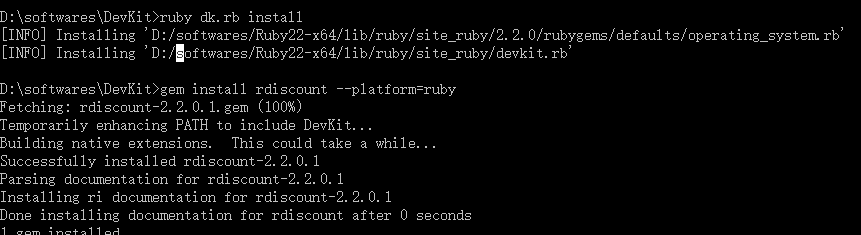 D:\softwares\DevKit>ruby dk.rb install
[INFO] Installing 'D:/softwares/Ruby22-x64/lib/ruby/site_ruby/2.2.0/rubygems/defaults/operating_system.rb'
[INFO] Installing 'D:/softwares/Ruby22-x64/lib/ruby/site_ruby/devkit.rb'
D:\softwares\DevKit>gem install rdiscount --platform=ruby
Fetching: rdiscount-2.2.0.1.gem (100%)
Temporarily enhancing PATH to include DevKit...
Building native extensions.  This could take a while...
Successfully installed rdiscount-2.2.0.1
Parsing documentation for rdiscount-2.2.0.1
Installing ri documentation for rdiscount-2.2.0.1
Done installing documentation for rdiscount after 0 seconds
1 gem installed